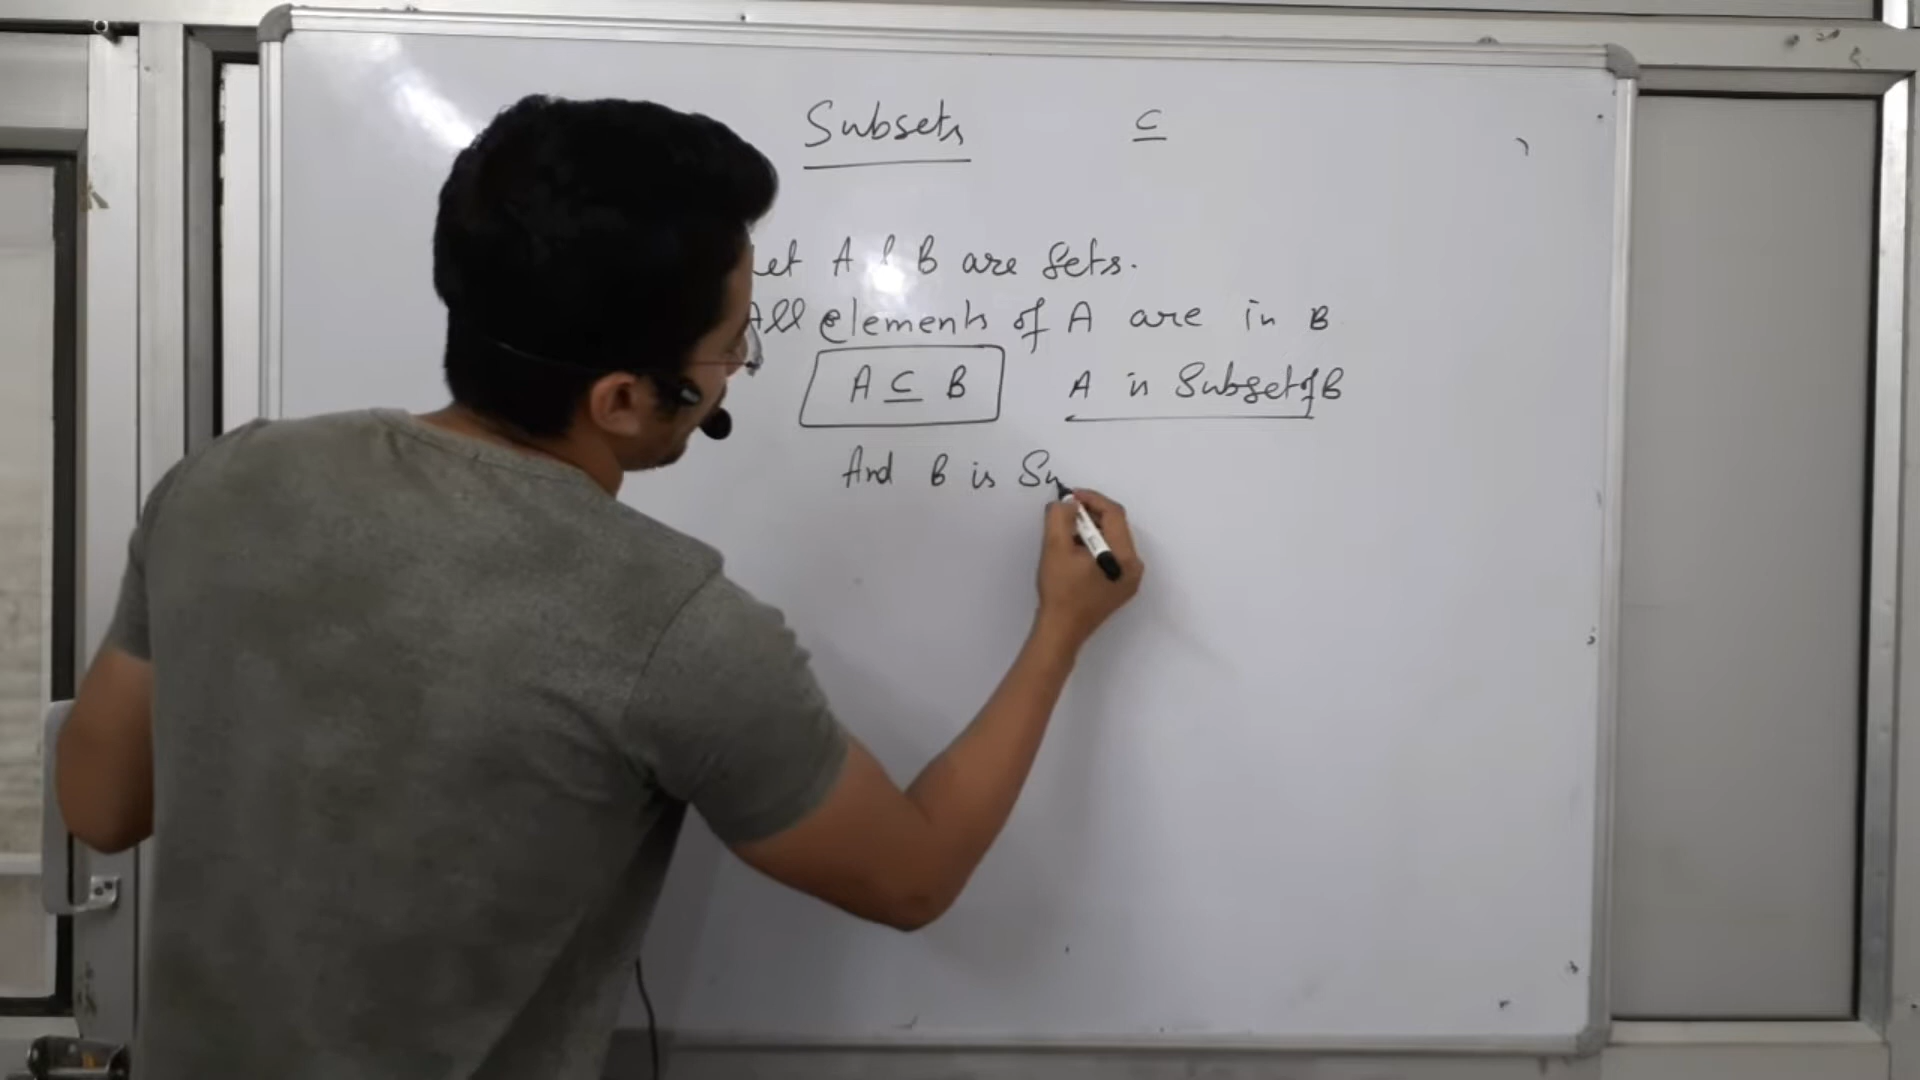 Subsets ⊆
et A & B are Sets.
All elements of A are in B
A ⊆ B A is Subset of B
And B is Su